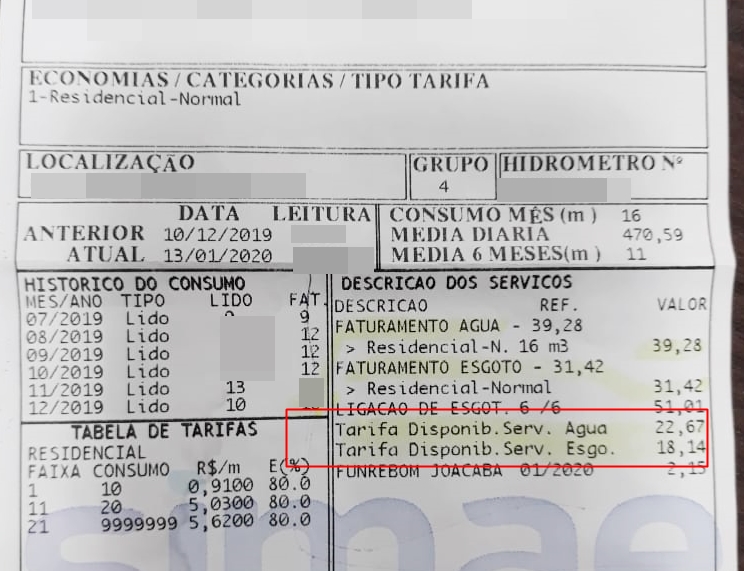 ECONOMIAS / CATEGORIAS / TIPO TARIFA
1-Residencial-Normal
LOCALIZAÇÃO
GRUPO
4
HIDROMETRO Nº
DATA LEITURA
ANTERIOR 10/12/2019
ATUAL 13/01/2020
CONSUMO MÊS (m ) 16
MEDIA DIARIA 470,59
MEDIA 6 MESES(m ) 11
HISTORICO DO CONSUMO
MES/ANO TIPO LIDO FAT.
07/2019 Lido 9
08/2019 Lido 12
09/2019 Lido 12
10/2019 Lido 12
11/2019 Lido 13
12/2019 Lido 10
TABELA DE TARIFAS
RESIDENCIAL
FAIXA CONSUMO R$/m E(%)
1 10 0,9100 80.0
11 20 5,0300 80.0
21 9999999 5,6200 80.0
DESCRICAO DOS SERVICOS
DESCRICAO REF. VALOR
FATURAMENTO AGUA - 39,28
> Residencial-N. 16 m3 39,28
FATURAMENTO ESGOTO - 31,42
> Residencial-Normal 31,42
LIGACAO DE ESGOT. 6 /6 51,01
Tarifa Disponib.Serv. Agua 22,67
Tarifa Disponib.Serv. Esgo. 18,14
FUNREBOM JOACABA 01/2020 2,15
simae